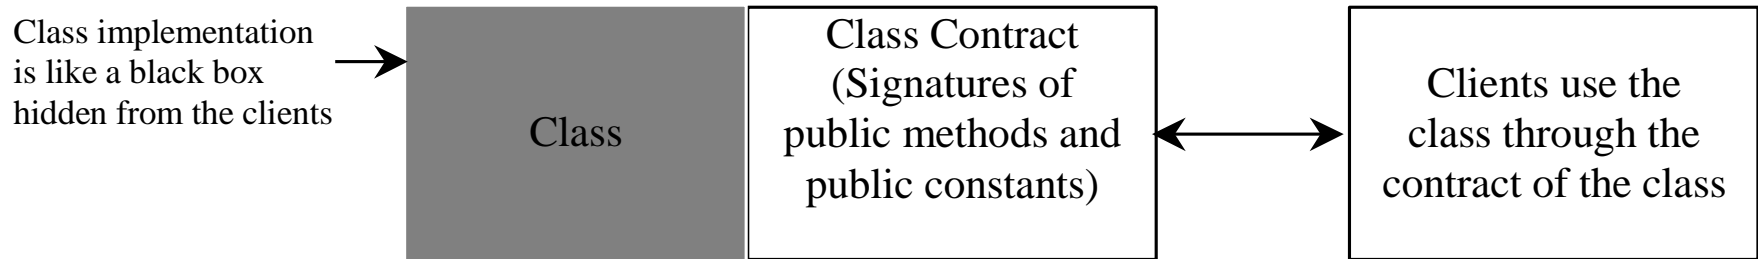 Class implementation
is like a black box
hidden from the clients
Class
Class Contract
(Signatures of
public methods and
public constants)
Clients use the
class through the
contract of the class